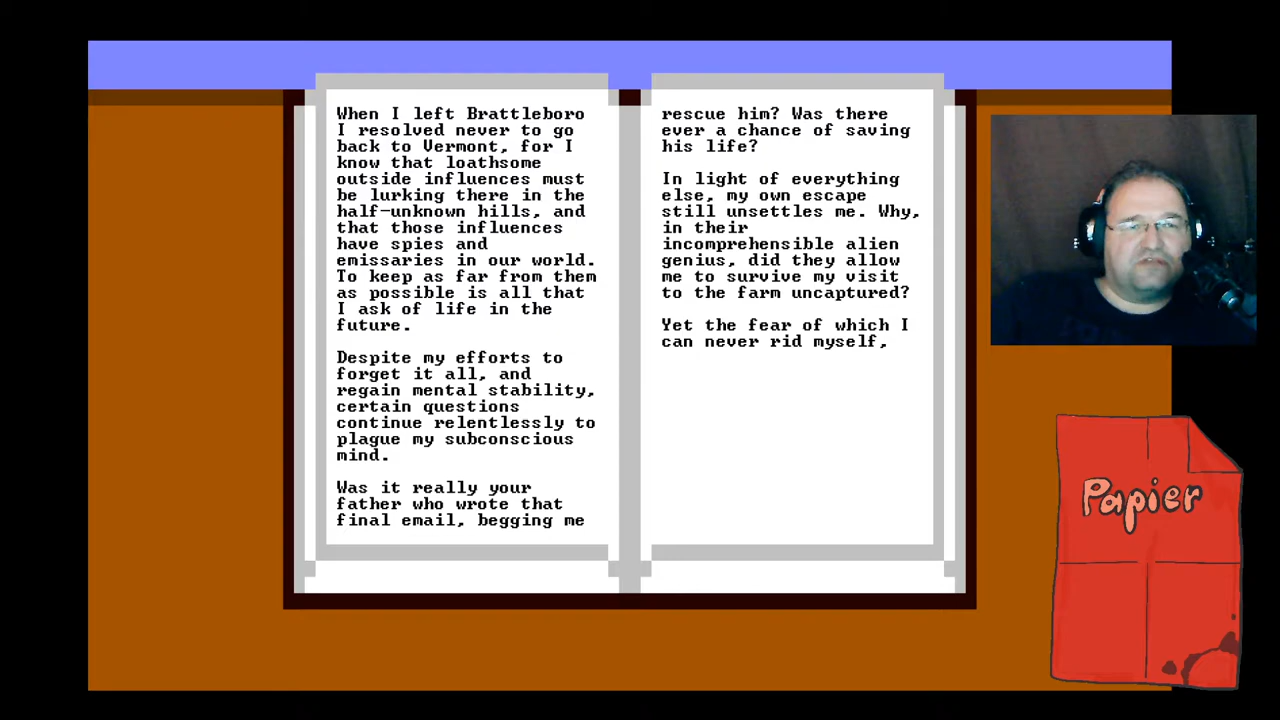 When I left Brattleboro
I resolved never to go
back to Vermont, for I
know that loathsome
outside influences must
be lurking there in the
half-unknown hills, and
that those influences
have spies and
emissaries in our world.
To keep as far from them
as possible is all that
I ask of life in the
future.
Despite my efforts to
forget it all, and
regain mental stability,
certain questions
continue relentlessly to
plague my subconscious
mind.
Was it really your
father who wrote that
final email, begging me
rescue him? Was there
ever a chance of saving
his life?
In light of everything
else, my own escape
still unsettles me. Why,
in their
incomprehensible alien
genius, did they allow
me to survive my visit
to the farm uncaptured?
Yet the fear of which I
can never rid myself,
Papier